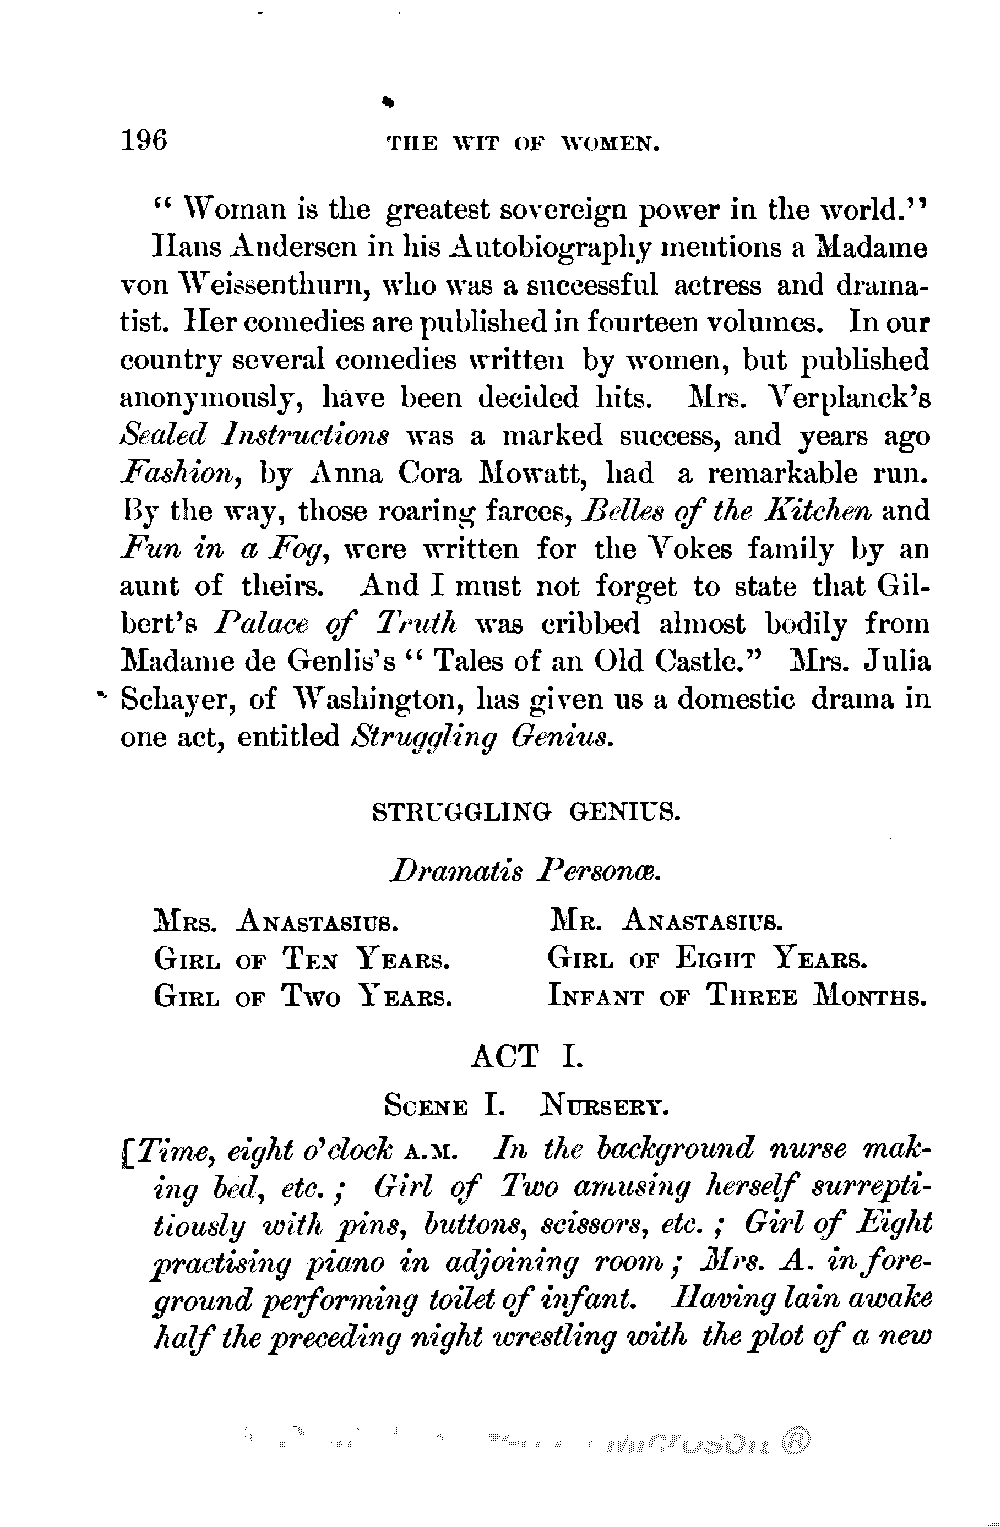 196 THE WIT OF WOMEN.
“ Woman is the greatest sovereign power in the world.”
Hans Andersen in his Autobiography mentions a Madame
von Weissenthurn, who was a successful actress and drama-
tist. Her comedies are published in fourteen volumes. In our
country several comedies written by women, but published
anonymously, have been decided hits. Mrs. Verplanck’s
Sealed Instructions was a marked success, and years ago
Fashion, by Anna Cora Mowatt, had a remarkable run.
By the way, those roaring farces, Belles of the Kitchen and
Fun in a Fog, were written for the Vokes family by an
aunt of theirs. And I must not forget to state that Gil-
bert’s Palace of Truth was cribbed almost bodily from
Madame de Genlis’s “ Tales of an Old Castle.” Mrs. Julia
Schayer, of Washington, has given us a domestic drama in
one act, entitled Struggling Genius.
STRUGGLING GENIUS.
Dramatis Personæ.
MRS. ANASTASIUS. MR. ANASTASIUS.
GIRL OF TEN YEARS. GIRL OF EIGHT YEARS.
GIRL OF TWO YEARS. INFANT OF THREE MONTHS.
ACT I.
SCENE I. NURSERY.
[Time, eight o’clock A.M. In the background nurse mak-
ing bed, etc. ; Girl of Two amusing herself surrepti-
tiously with pins, buttons, scissors, etc. ; Girl of Eight
practising piano in adjoining room ; Mrs. A. in fore-
ground performing toilet of infant. Having lain awake
half the preceding night wrestling with the plot of a new